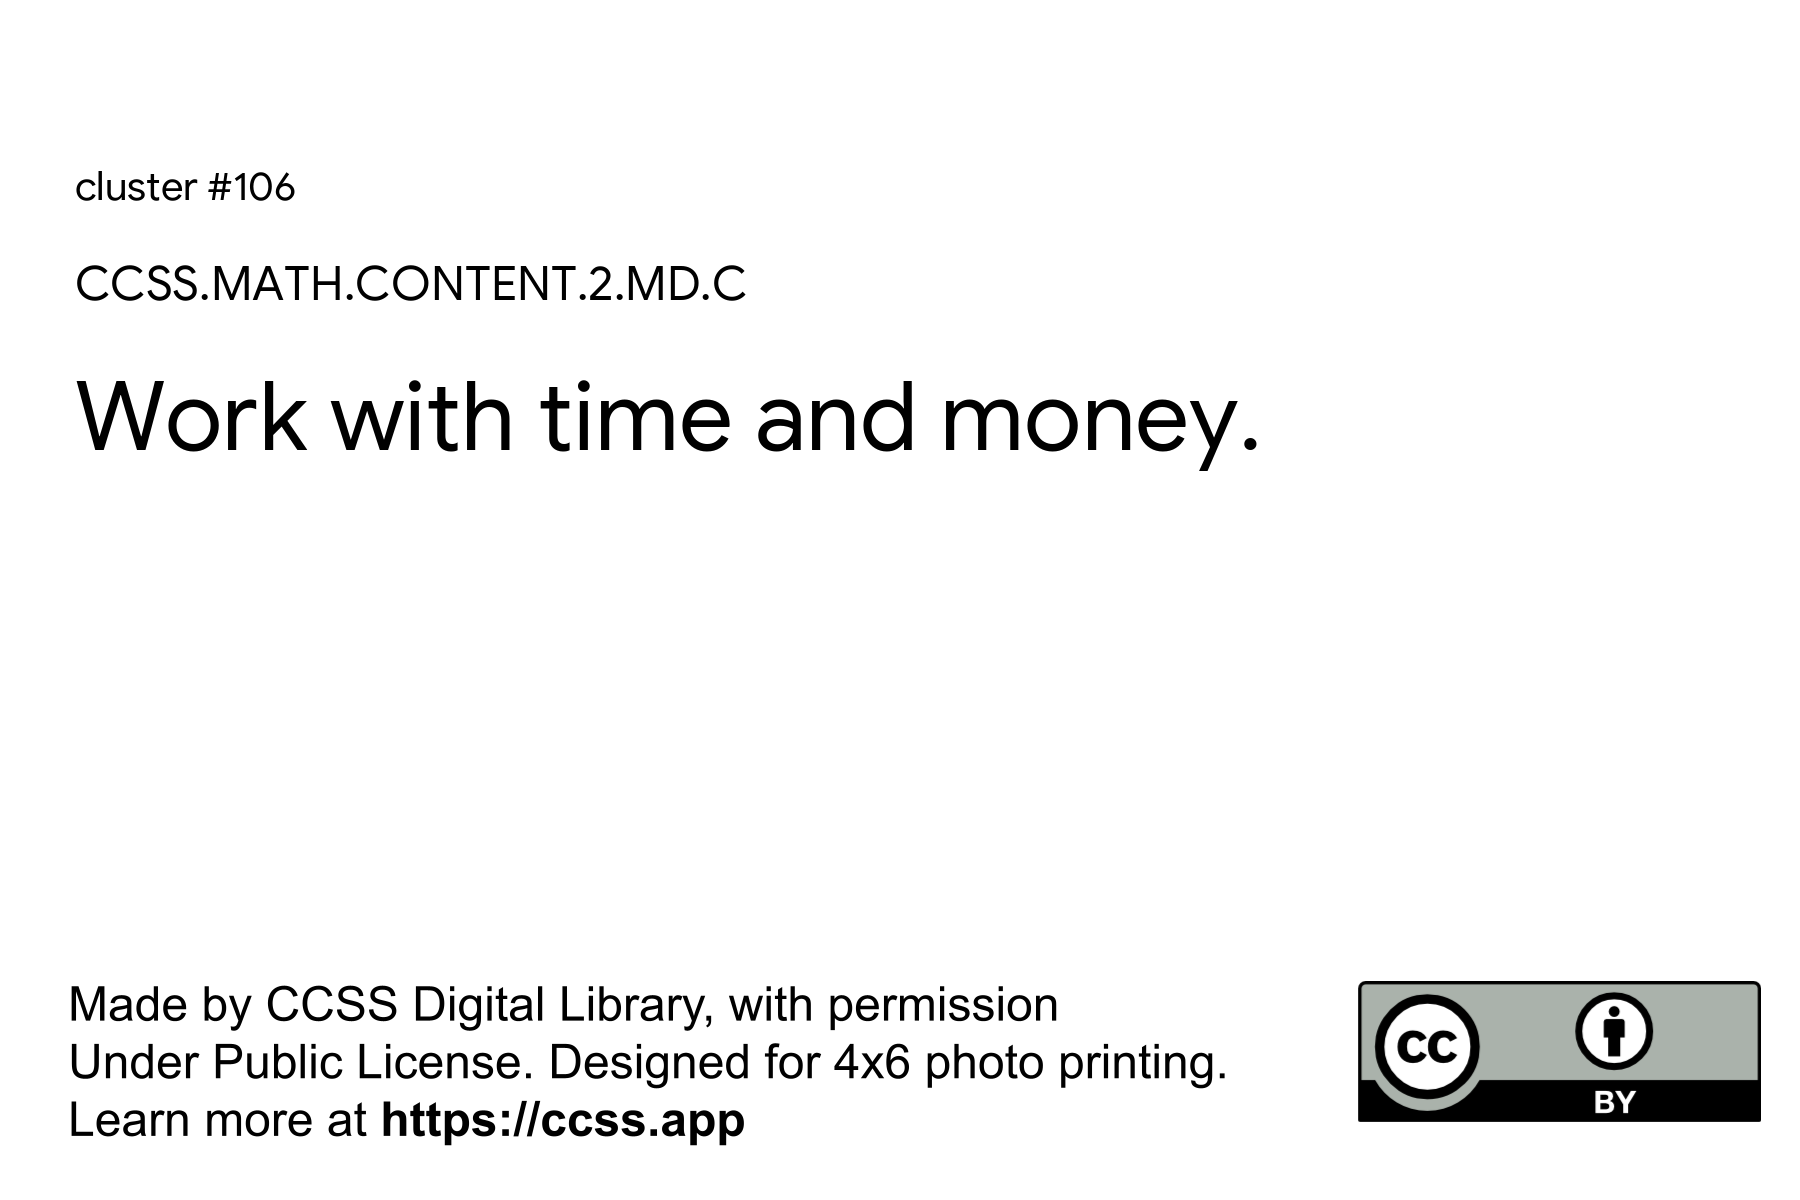 cluster #106
CCSS.MATH.CONTENT.2.MD.C
Work with time and money.
Made by CCSS Digital Library, with permission
Under Public License. Designed for 4x6 photo printing.
Learn more at https://ccss.app
cc
BY